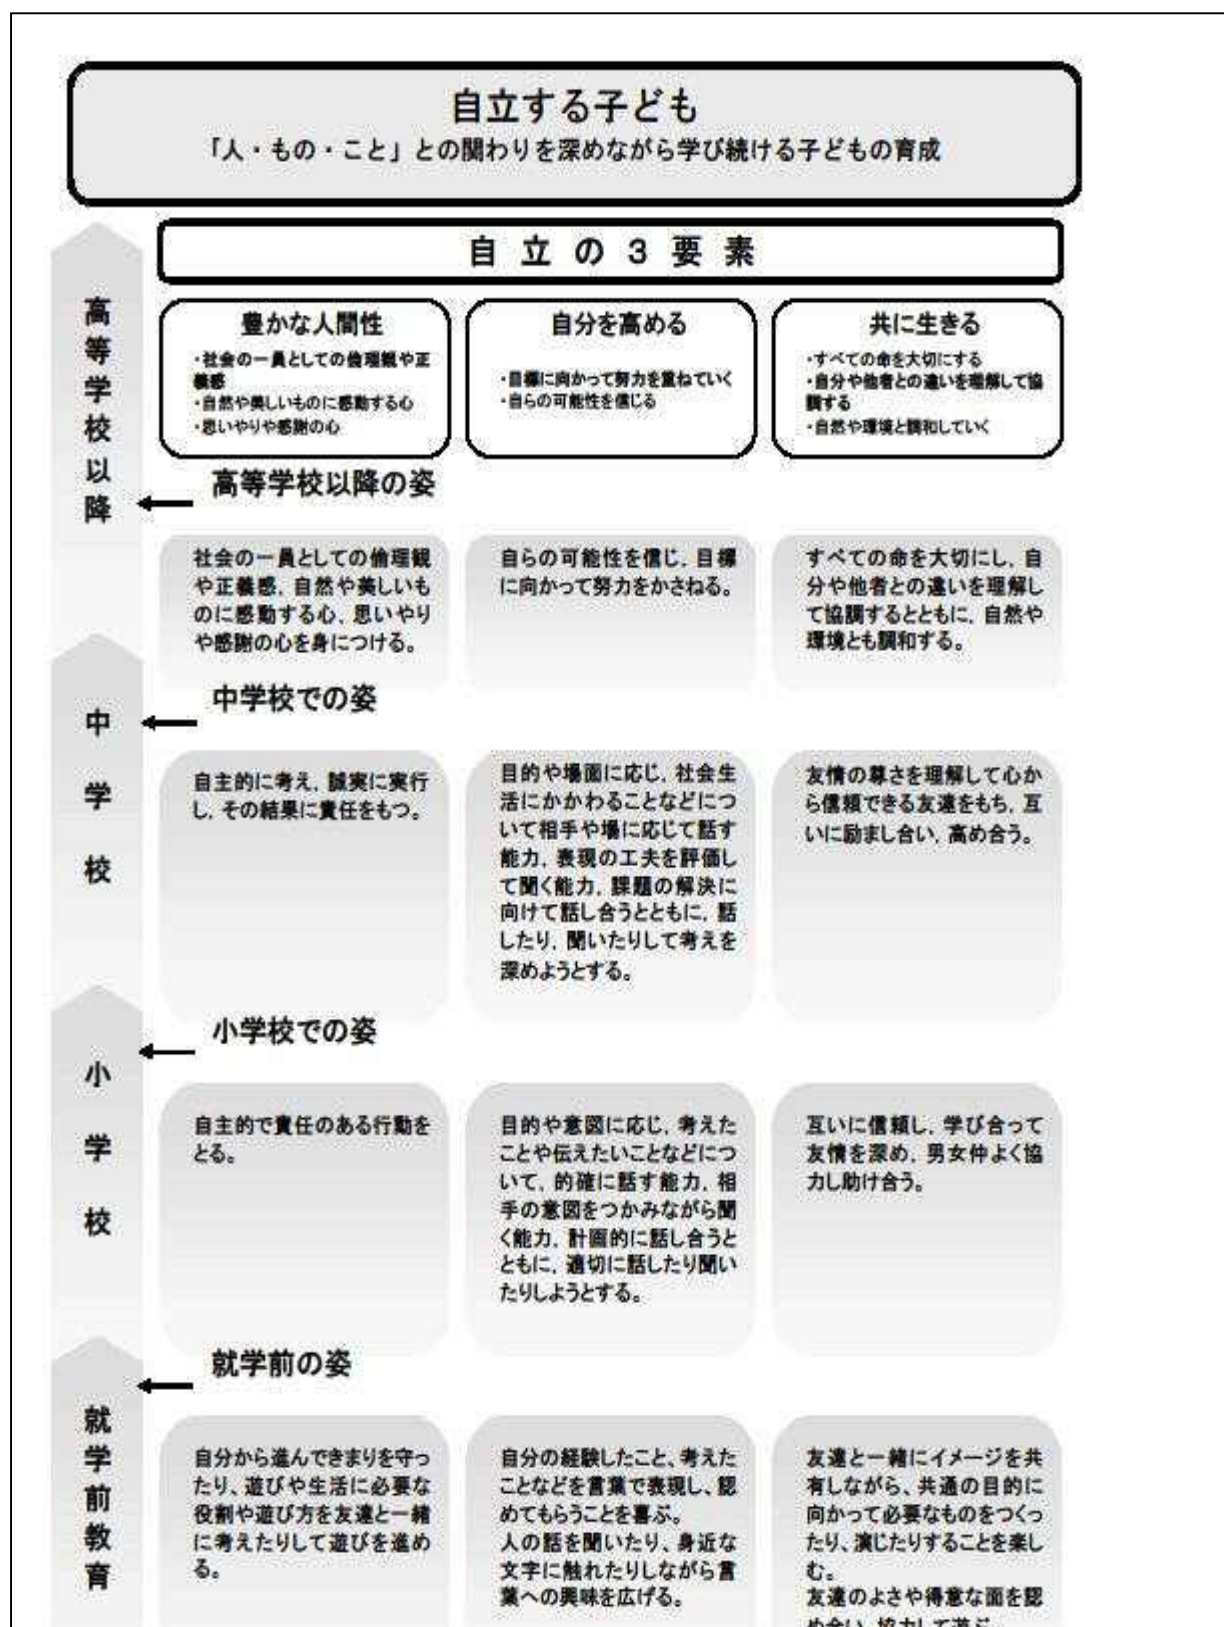 自立する子ども
「人・もの・こと」との関わりを深めながら学び続ける子どもの育成
自立の３要素
高等学校以降
豊かな人間性
・社会の一員としての倫理観や正
義感
・自然や美しいものに感動する心
・思いやりや感謝の心
自分を高める
・目標に向かって努力を重ねていく
・自らの可能性を信じる
共に生きる
・すべての命を大切にする
・自分や他者との違いを理解して協
調する
・自然や環境と調和していく
高等学校以降の姿
社会の一員としての倫理観
や正義感，自然や美しいも
のに感動する心，思いやり
や感謝の心を身につける。
自らの可能性を信じ，目標
に向かって努力をかさねる。
すべての命を大切にし，自
分や他者との違いを理解し
て協調するとともに，自然や
環境とも調和する。
中学校
中学校での姿
自主的に考え，誠実に実行
し，その結果に責任をもつ。
目的や場面に応じ，社会生
活にかかわることなどにつ
いて相手や場に応じて話す
能力，表現の工夫を評価し
て聞く能力，課題の解決に
向けて話し合うとともに，話
したり，聞いたりして考えを
深めようとする。
友情の尊さを理解して心か
ら信頼できる友達をもち，互
いに励まし合い，高め合う。
小学校
小学校での姿
自主的で責任のある行動を
とる。
目的や意図に応じ，考えた
ことや伝えたいことなどにつ
いて，的確に話す能力，相
手の意図をつかみながら聞
く能力，計画的に話し合うと
ともに，適切に話したり聞い
たりしようとする。
互いに信頼し，学び合って
友情を深め，男女仲よく協
力し助け合う。
就学前教育
就学前の姿
自分から進んできまりを守っ
たり、遊びや生活に必要な
役割や遊び方を友達と一緒
に考えたりして遊びを進め
る。
自分の経験したこと、考えた
ことなどを言葉で表現し、認
めてもらうことを喜ぶ。
人の話を聞いたり、身近な
文字に触れたりしながら言
葉への興味を広げる。
友達と一緒にイメージを共
有しながら、共通の目的に
向かって必要なものをつくっ
たり、演じたりすることを楽し
む。
友達のよさや得意な面を認
め合い、協力して遊ぶ。